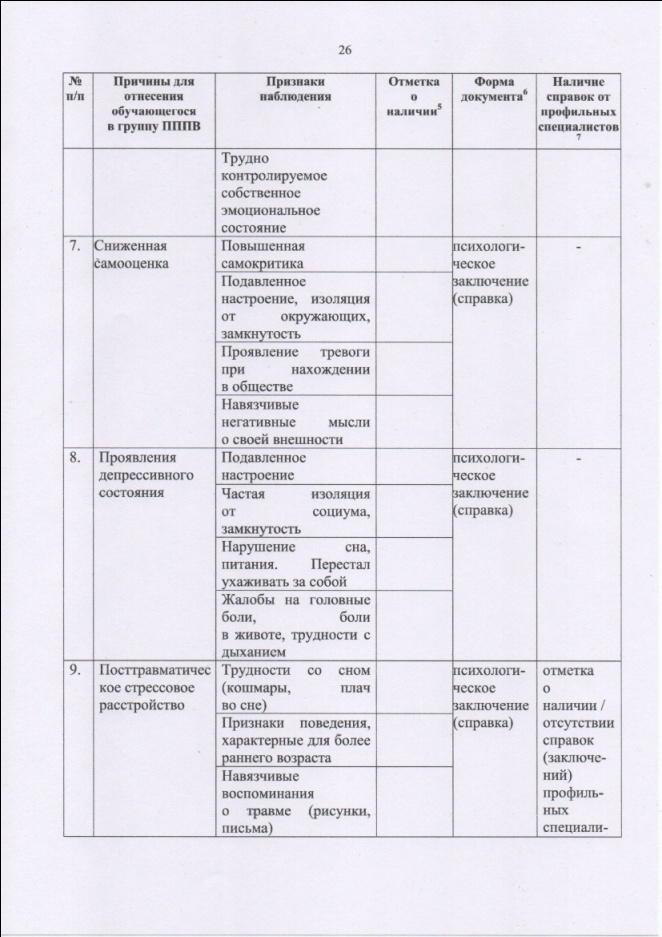 26
№ п/п
Причины для отнесения обучающегося в группу ПППВ
Признаки наблюдения
Отметка о наличии5
Форма документа6
Наличие справок от профильных специалистов 7
Трудно
контролируемое
собственное
эмоциональное
состояние
7.
Сниженная
самооценка
Повышенная
самокритика
психологи-
ческое
заключение
(справка)
-
Подавленное
настроение, изоляция
от окружающих,
замкнутость
Проявление тревоги
при нахождении
в обществе
Навязчивые
негативные мысли
о своей внешности
8.
Проявления
депрессивного
состояния
Подавленное
настроение
психологи-
ческое
заключение
(справка)
-
Частая изоляция
от социума,
замкнутость
Нарушение сна,
питания. Перестал
ухаживать за собой
Жалобы на головные
боли, боли
в животе, трудности с
дыханием
9.
Посттравматичес
кое стрессовое
расстройство
Трудности со сном
(кошмары, плач
во сне)
психологи-
ческое
заключение
(справка)
отметка
о
наличии /
отсутствии
справок
(заключе-
ний)
профиль-
ных
специали-
Признаки поведения,
характерные для более
раннего возраста
Навязчивые
воспоминания
о травме (рисунки,
письма)